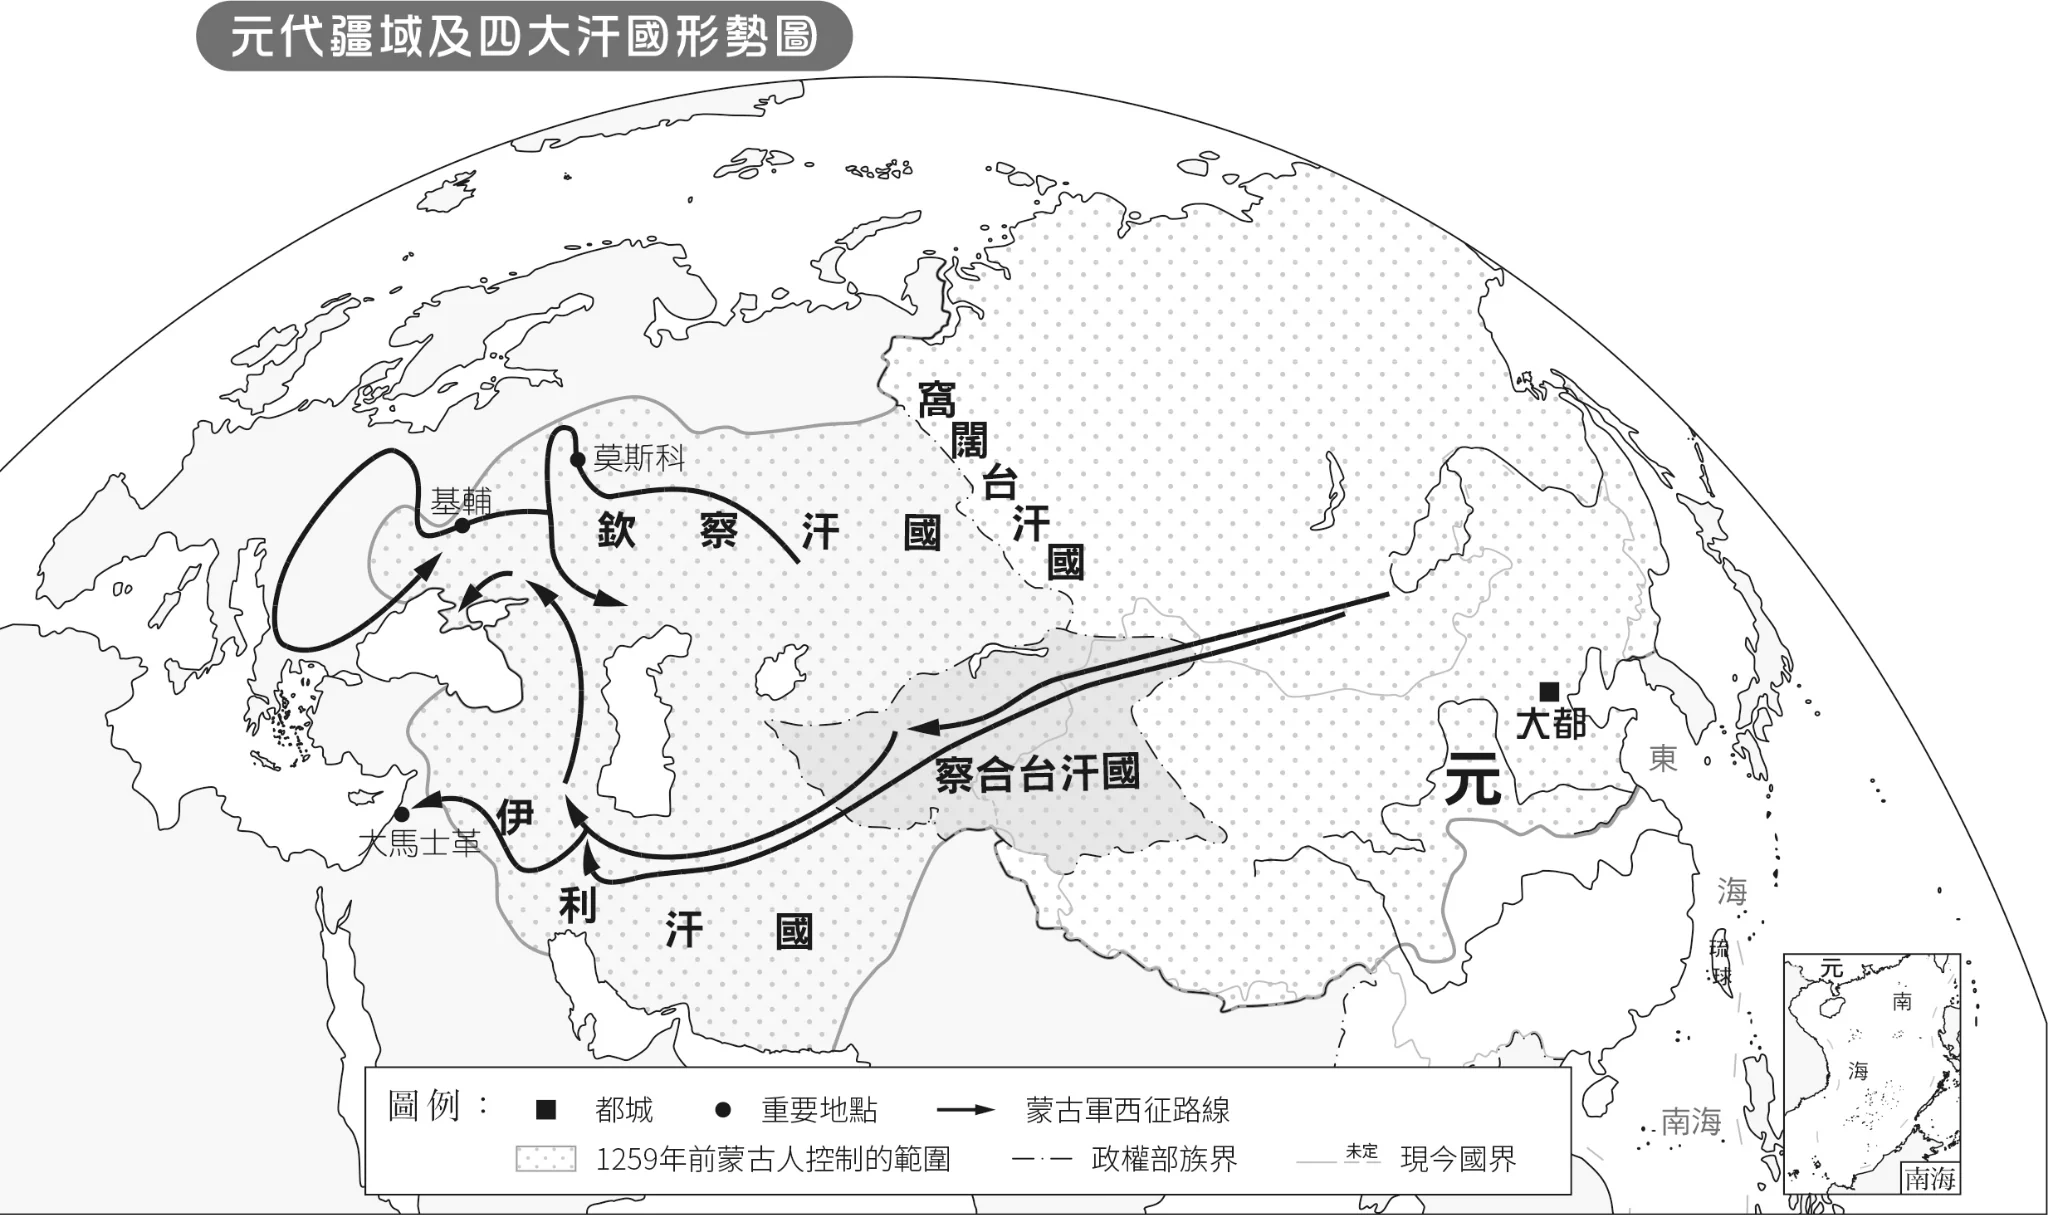 元代疆域及四大汗國形勢圖
窩闊台汗國
莫斯科
基輔
欽察汗國
大都
元
東海
察合台汗國
伊利汗國
大馬士革
琉球
南海
元
南海
南海
圖例：
都城
重要地點
蒙古軍西征路線
1259年前蒙古人控制的範圍
政權部族界
未定
現今國界